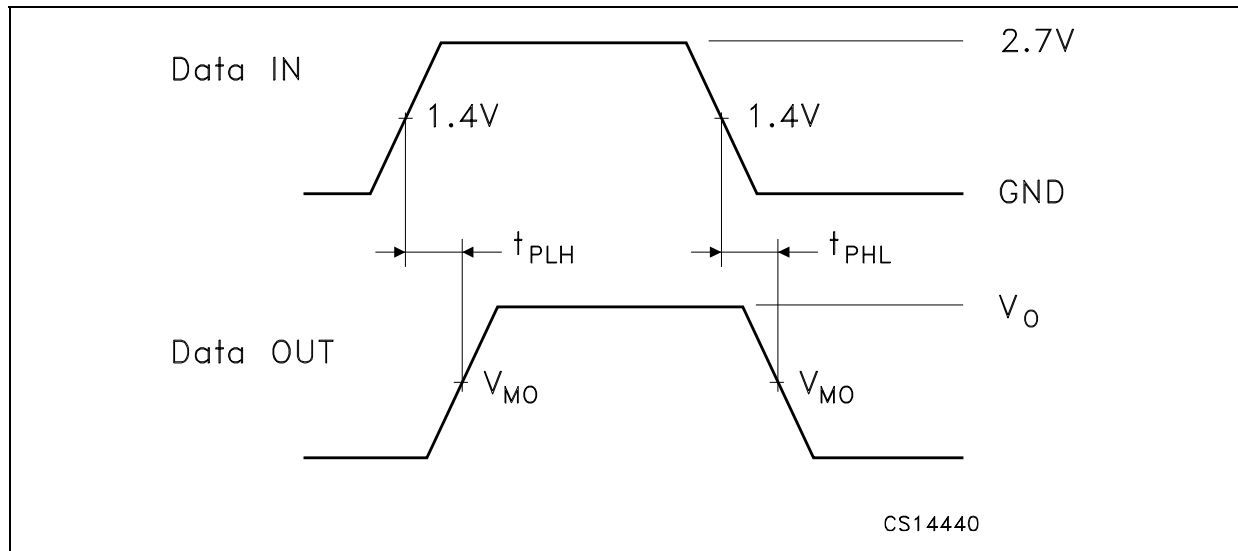 2.7V
Data IN
1.4V 1.4V
GND
tPLH tPHL
VO
Data OUT
VMO VMO
CS14440